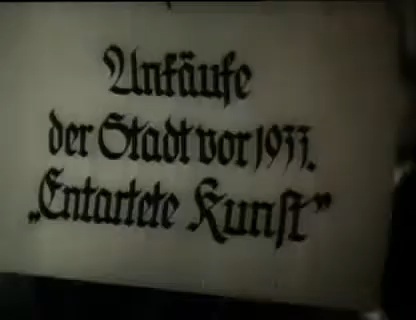 Ankäufe
der Stadt vor 1933.
„Entartete Kunst”